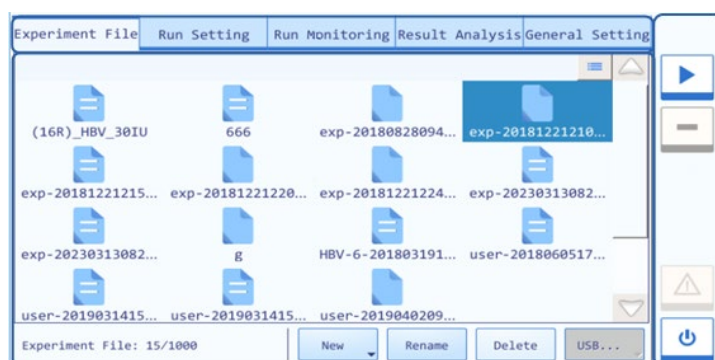 Experiment File Run Setting Run Monitoring Result Analysis General Setting
(16R)_HBV_30IU 666 exp-20180828094... exp-20181221210...
exp-20181221215... exp-20181221220... exp-20181221224... exp-20230313082...
exp-20230313082... g HBV-6-201803191... user-2018060517...
user-2019031415... user-2019031415... user-2019040209...
Experiment File: 15/1000 New Rename Delete USB...